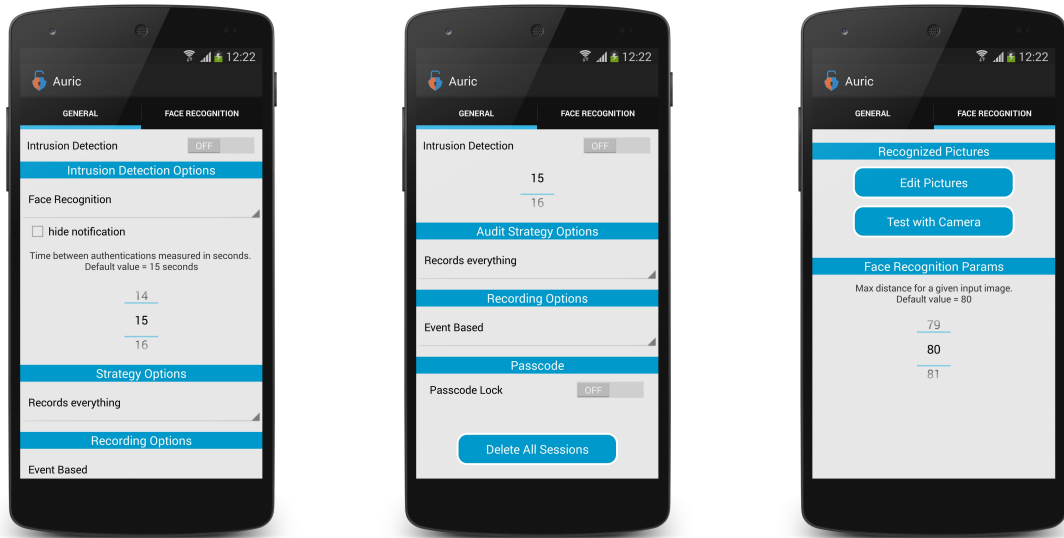 12:22
Auric
GENERAL FACE RECOGNITION
Intrusion Detection OFF
Intrusion Detection Options
Face Recognition
hide notification
Time between authentications measured in seconds.
Default value = 15 seconds
14
15
16
Strategy Options
Records everything
Recording Options
Event Based
12:22
Auric
GENERAL FACE RECOGNITION
Intrusion Detection OFF
15
16
Audit Strategy Options
Records everything
Recording Options
Event Based
Passcode
Passcode Lock OFF
Delete All Sessions
12:22
Auric
GENERAL FACE RECOGNITION
Recognized Pictures
Edit Pictures
Test with Camera
Face Recognition Params
Max distance for a given input image.
Default value = 80
79
80
81